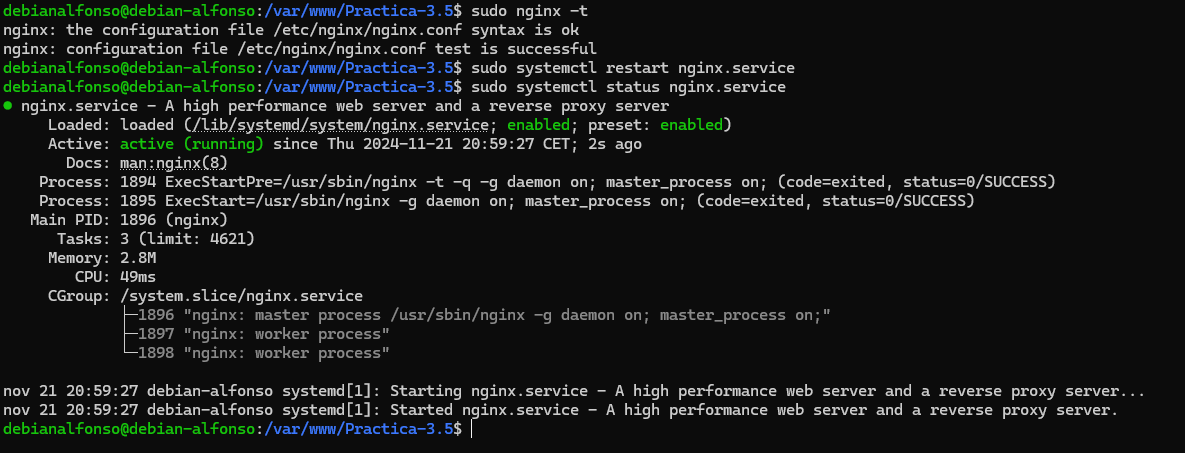 debianalfonso@debian-alfonso:/var/www/Practica-3.5$ sudo nginx -t
nginx: the configuration file /etc/nginx/nginx.conf syntax is ok
nginx: configuration file /etc/nginx/nginx.conf test is successful
debianalfonso@debian-alfonso:/var/www/Practica-3.5$ sudo systemctl restart nginx.service
debianalfonso@debian-alfonso:/var/www/Practica-3.5$ sudo systemctl status nginx.service
● nginx.service - A high performance web server and a reverse proxy server
     Loaded: loaded (/lib/systemd/system/nginx.service; enabled; preset: enabled)
     Active: active (running) since Thu 2024-11-21 20:59:27 CET; 2s ago
       Docs: man:nginx(8)
    Process: 1894 ExecStartPre=/usr/sbin/nginx -t -q -g daemon on; master_process on; (code=exited, status=0/SUCCESS)
    Process: 1895 ExecStart=/usr/sbin/nginx -g daemon on; master_process on; (code=exited, status=0/SUCCESS)
   Main PID: 1896 (nginx)
      Tasks: 3 (limit: 4621)
     Memory: 2.8M
        CPU: 49ms
     CGroup: /system.slice/nginx.service
             ├─1896 "nginx: master process /usr/sbin/nginx -g daemon on; master_process on;"
             ├─1897 "nginx: worker process"
             └─1898 "nginx: worker process"
nov 21 20:59:27 debian-alfonso systemd[1]: Starting nginx.service - A high performance web server and a reverse proxy server...
nov 21 20:59:27 debian-alfonso systemd[1]: Started nginx.service - A high performance web server and a reverse proxy server.
debianalfonso@debian-alfonso:/var/www/Practica-3.5$